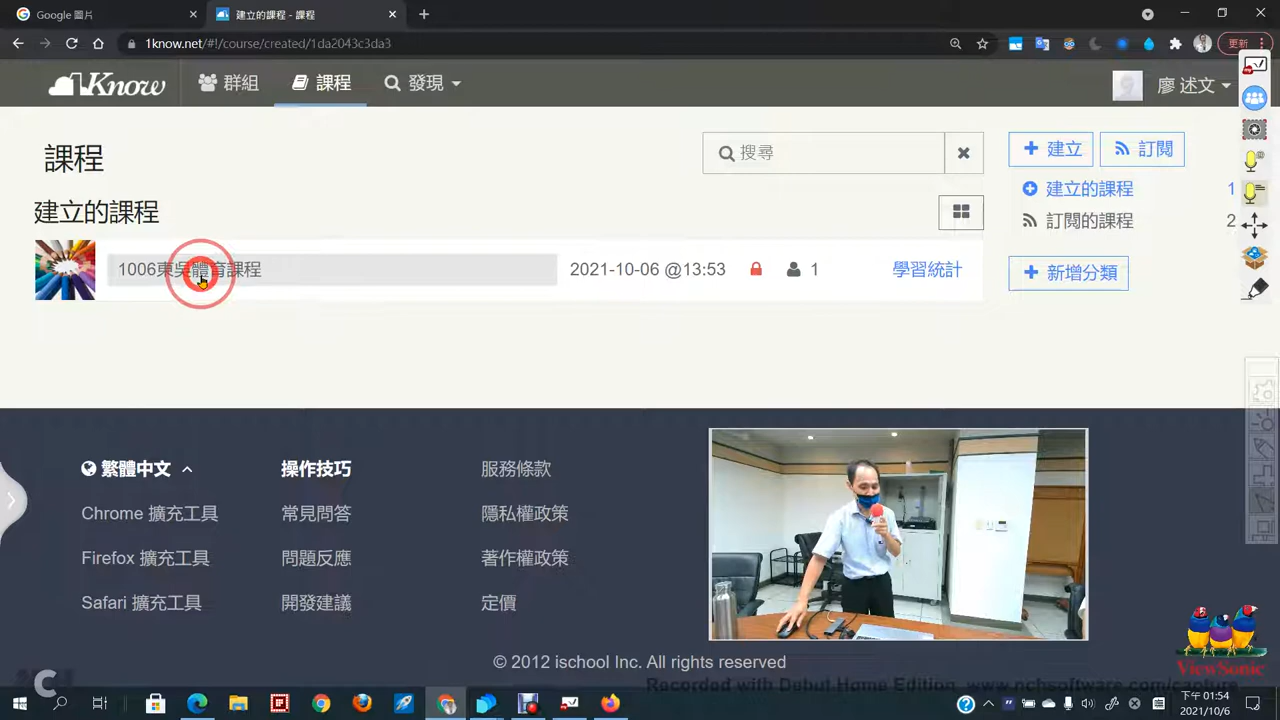 Google 圖片
建立的課程 - 課程
1know.net/#!/course/created/1da2043c3da3
更新
1Know
群組
課程
發現
廖 述文
課程
搜尋
建立
訂閱
建立的課程
建立的課程 1
訂閱的課程 2
1006東吳體育課程
2021-10-06 @13:53
1
學習統計
新增分類
繁體中文
操作技巧
服務條款
Chrome 擴充工具
常見問答
隱私權政策
Firefox 擴充工具
問題反應
著作權政策
Safari 擴充工具
開發建議
定價
© 2012 ischool Inc. All rights reserved
ViewSonic
Recorded with Debut Home Edition. www.nchsoftware.com/capture
下午 01:54
2021/10/6